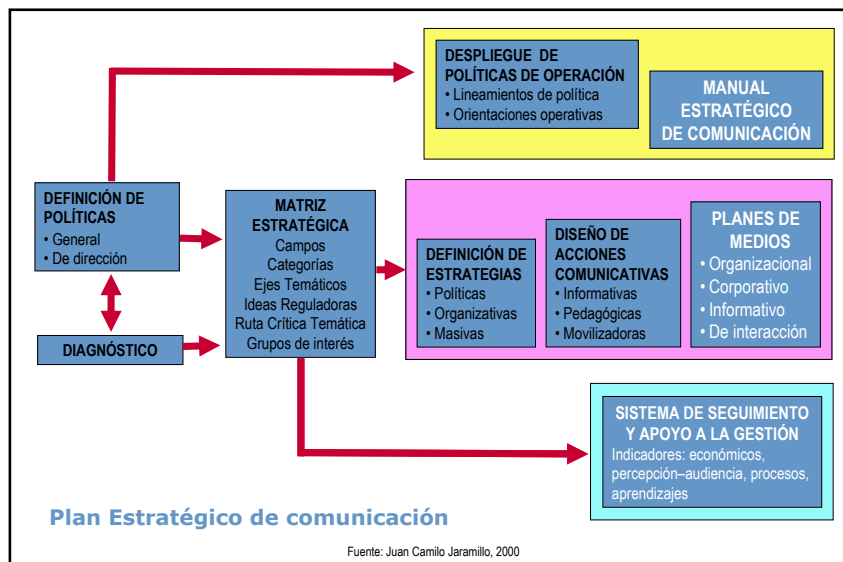 DESPLIEGUE DE
POLÍTICAS DE OPERACIÓN
• Lineamientos de política
• Orientaciones operativas
MANUAL
ESTRATÉGICO
DE COMUNICACIÓN
DEFINICIÓN DE
POLÍTICAS
• General
• De dirección
DIAGNÓSTICO
MATRIZ
ESTRATÉGICA
Campos
Categorías
Ejes Temáticos
Ideas Reguladoras
Ruta Crítica Temática
Grupos de interés
DEFINICIÓN DE
ESTRATEGIAS
• Políticas
• Organizativas
• Masivas
DISEÑO DE
ACCIONES
COMUNICATIVAS
• Informativas
• Pedagógicas
• Movilizadoras
PLANES DE
MEDIOS
• Organizacional
• Corporativo
• Informativo
• De interacción
SISTEMA DE SEGUIMIENTO
Y APOYO A LA GESTIÓN
Indicadores: económicos,
percepción–audiencia, procesos,
aprendizajes
Plan Estratégico de comunicación
Fuente: Juan Camilo Jaramillo, 2000